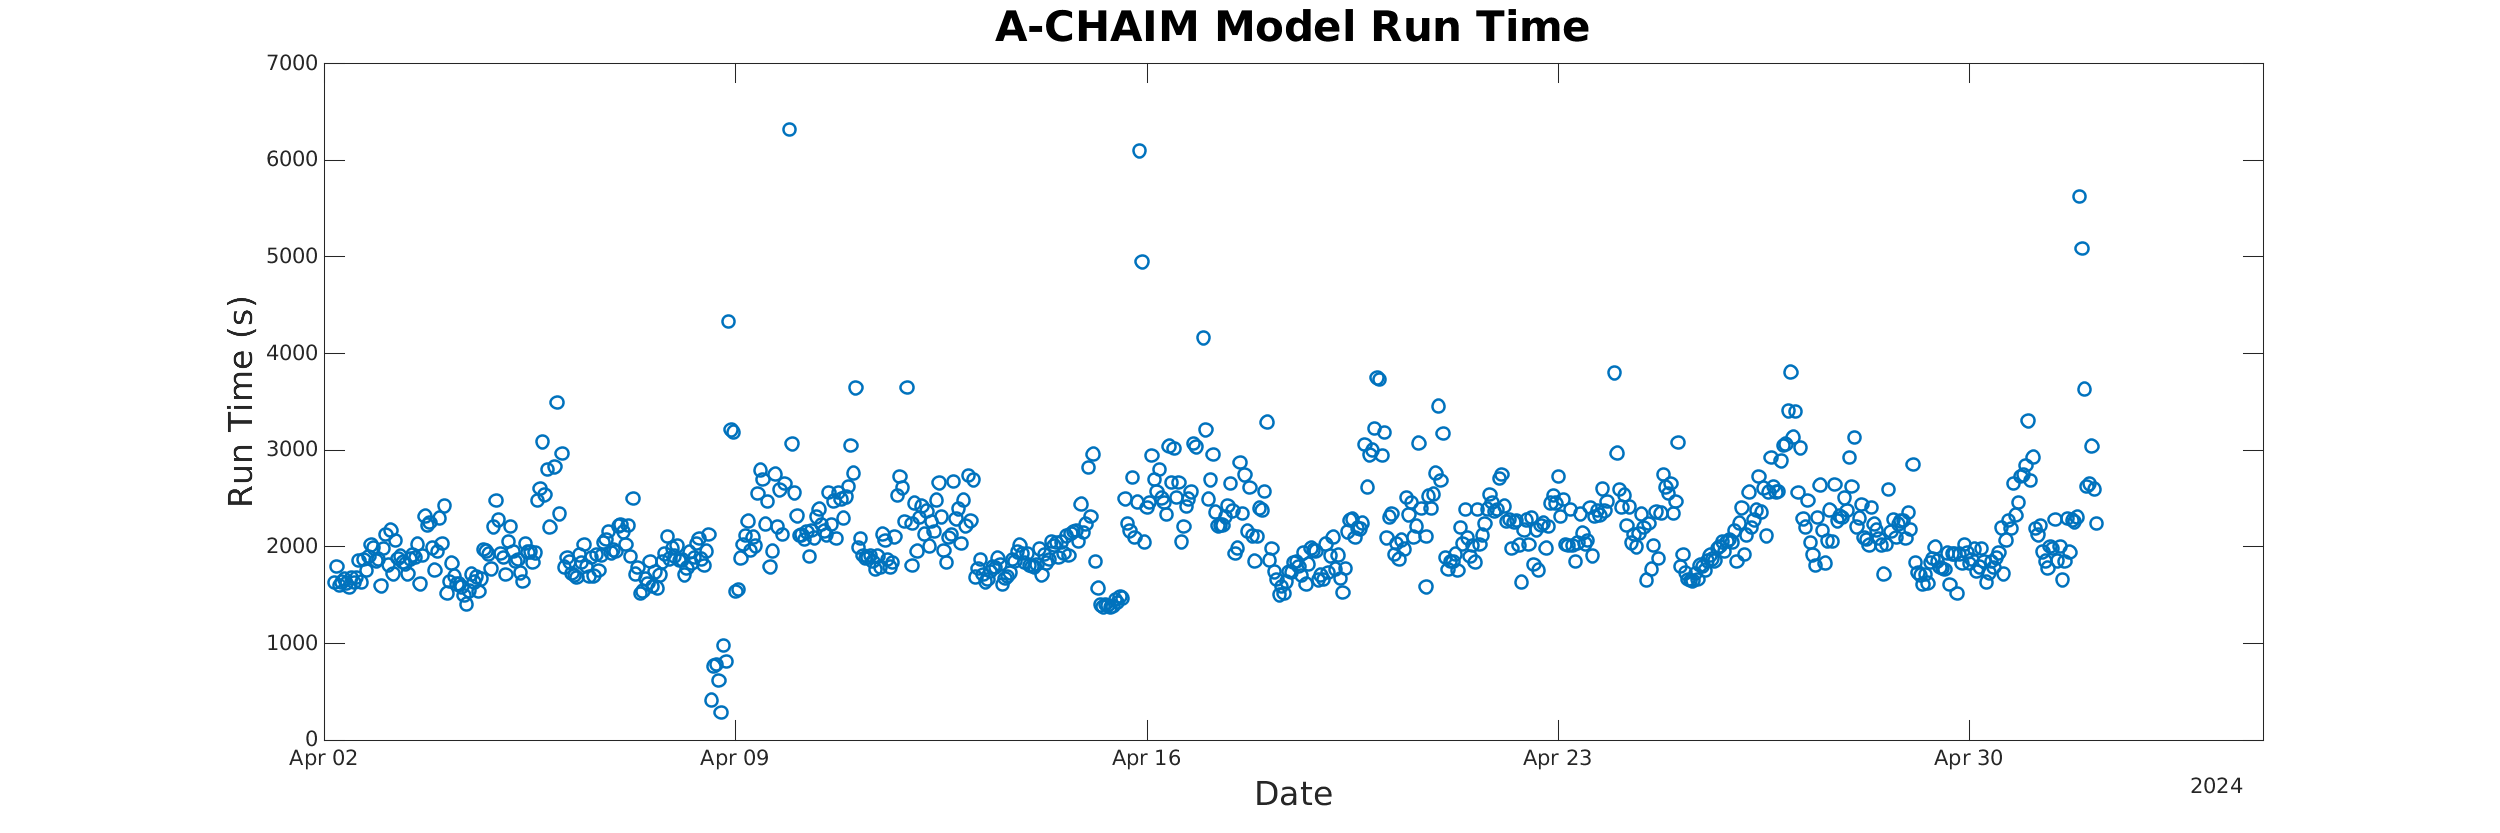 A-CHAIM Model Run Time
7000
6000
5000
4000
3000
2000
1000
0
Run Time (s)
Apr 02
Apr 09
Apr 16
Apr 23
Apr 30
2024
Date